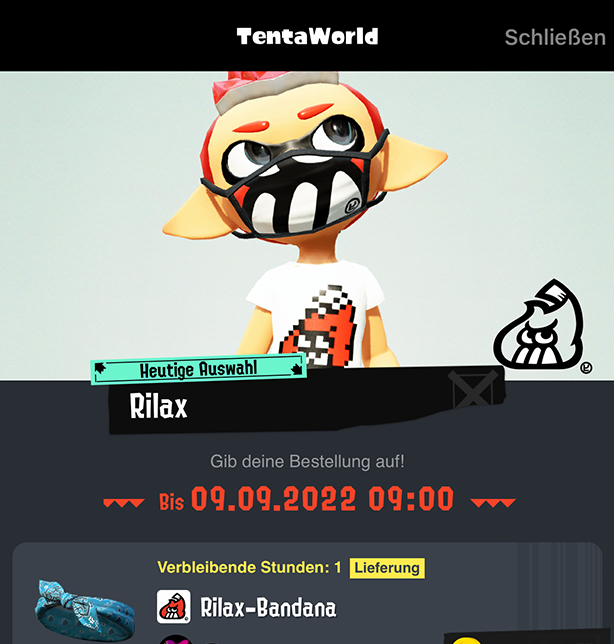 TentaWorld
Schließen
Heutige Auswahl
Rilax
Gib deine Bestellung auf!
Bis 09.09.2022 09:00
Verbleibende Stunden: 1 Lieferung
Rilax-Bandana